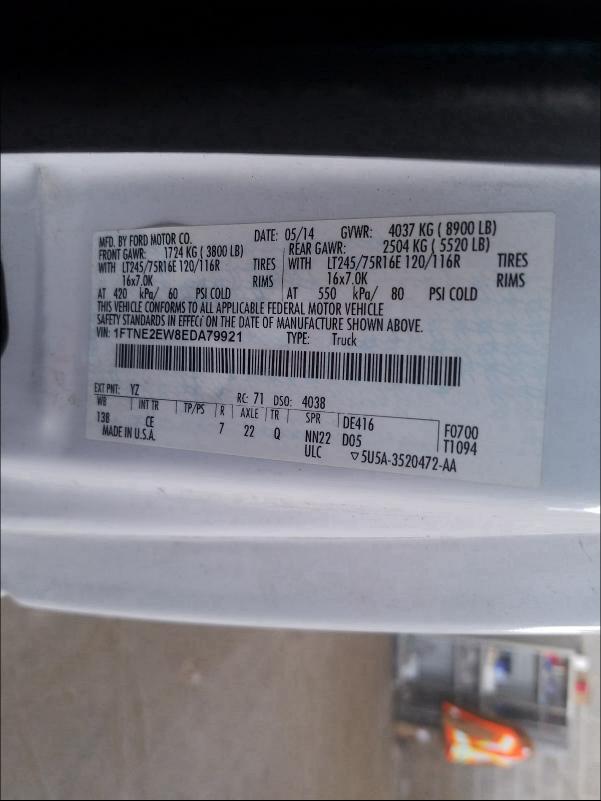 MFD. BY FORD MOTOR CO. DATE: 05/14 GVWR: 4037 KG ( 8900 LB)
FRONT GAWR: 1724 KG ( 3800 LB) REAR GAWR: 2504 KG ( 5520 LB)
WITH LT245/75R16E 120/116R TIRES WITH LT245/75R16E 120/116R TIRES
16x7.0K RIMS 16x7.0K RIMS
AT 420 kPa/ 60 PSI COLD AT 550 kPa/ 80 PSI COLD
THIS VEHICLE CONFORMS TO ALL APPLICABLE FEDERAL MOTOR VEHICLE
SAFETY STANDARDS IN EFFECT ON THE DATE OF MANUFACTURE SHOWN ABOVE.
VIN: 1FTNE2EW8EDA79921 TYPE: Truck
EXT PNT: YZ RC: 71 DSO: 4038
WB INT TR TP/PS R AXLE TR SPR DE416 F0700
138 CE 7 22 Q NN22 D05 T1094
MADE IN U.S.A. ULC ▽5U5A-3520472-AA